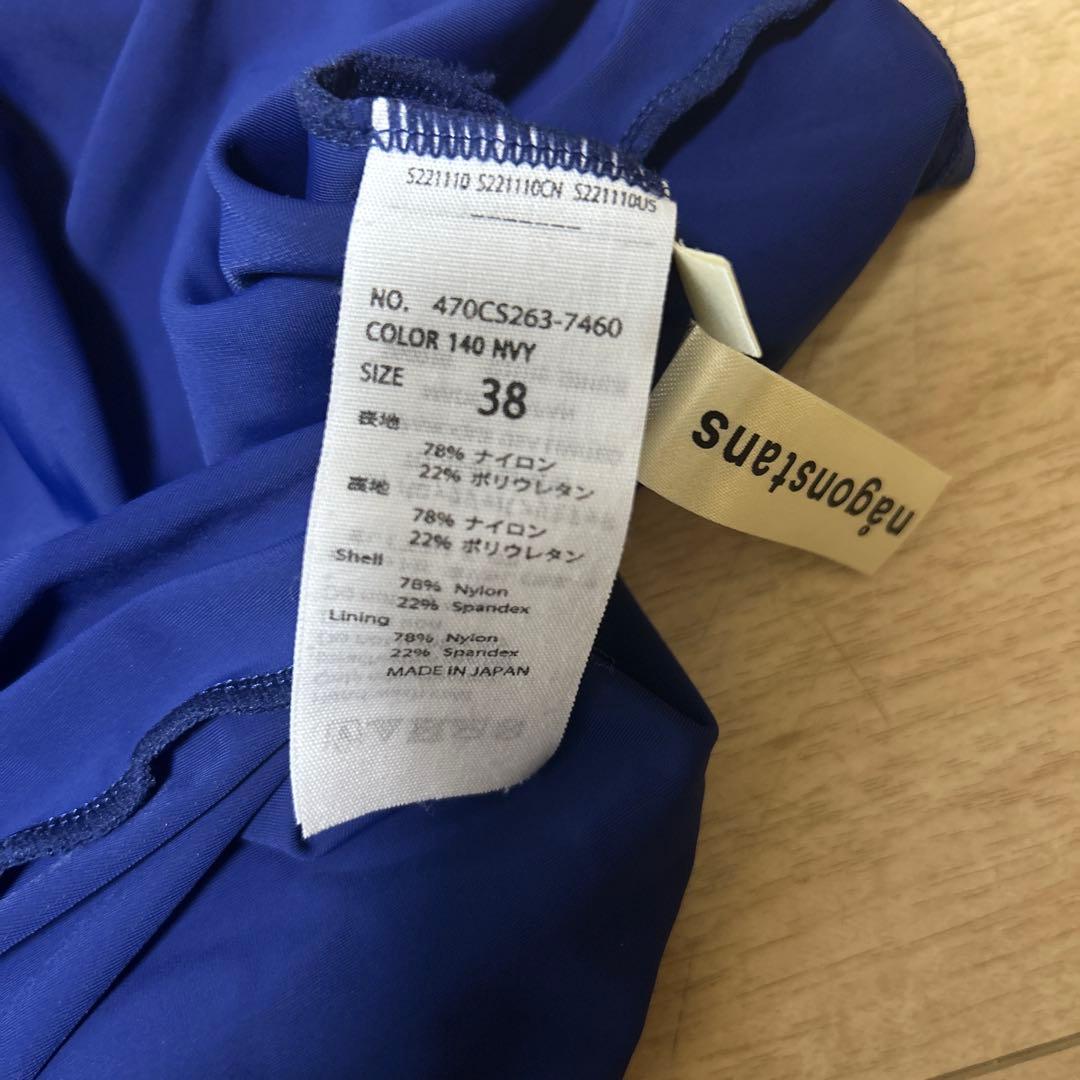 S221110 S221110CN S221110US
-------
NO. 470CS263-7460
COLOR 140 NVY
SIZE 38
表地
78% ナイロン
22% ポリウレタン
裏地
78% ナイロン
22% ポリウレタン
Shell
78% Nylon
22% Spandex
Lining
78% Nylon
22% Spandex
MADE IN JAPAN
någonstans